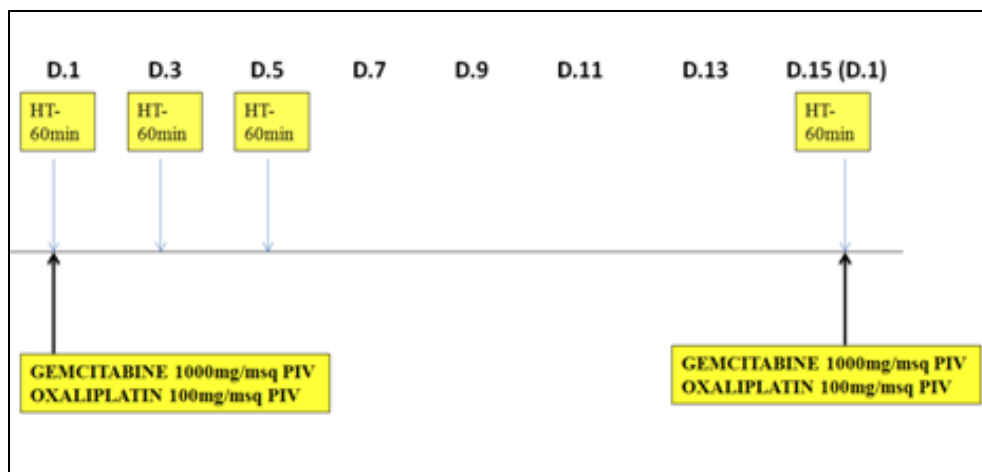 D.1 D.3 D.5 D.7 D.9 D.11 D.13 D.15 (D.1)
HT- HT- HT- HT-
60min 60min 60min 60min
GEMCITABINE 1000mg/msq PIV GEMCITABINE 1000mg/msq PIV
OXALIPLATIN 100mg/msq PIV OXALIPLATIN 100mg/msq PIV